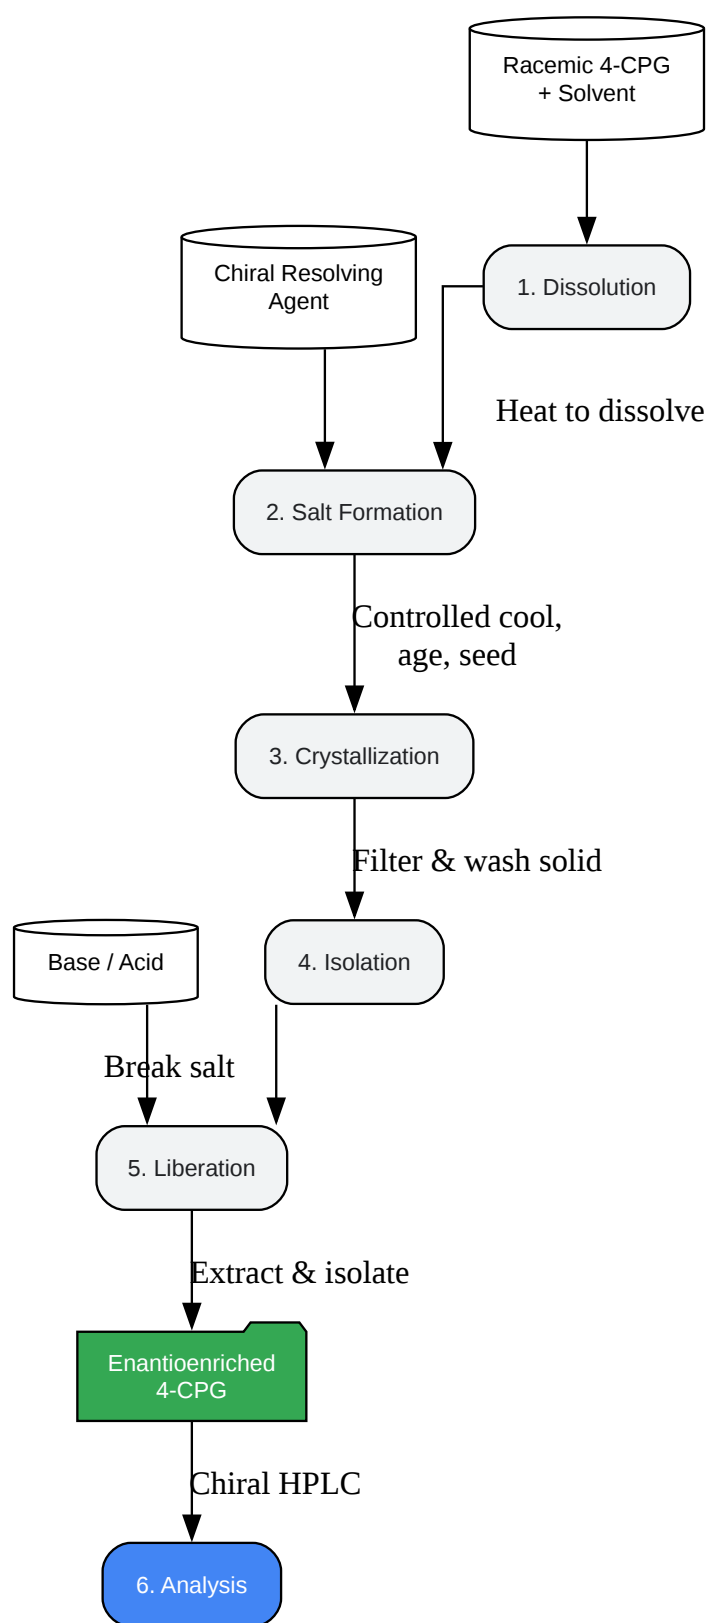 Racemic 4-CPG
+ Solvent
Chiral Resolving
Agent
1. Dissolution
Heat to dissolve
2. Salt Formation
Controlled cool,
age, seed
3. Crystallization
Filter & wash solid
Base / Acid
4. Isolation
Break salt
5. Liberation
Extract & isolate
Enantioenriched
4-CPG
Chiral HPLC
6. Analysis